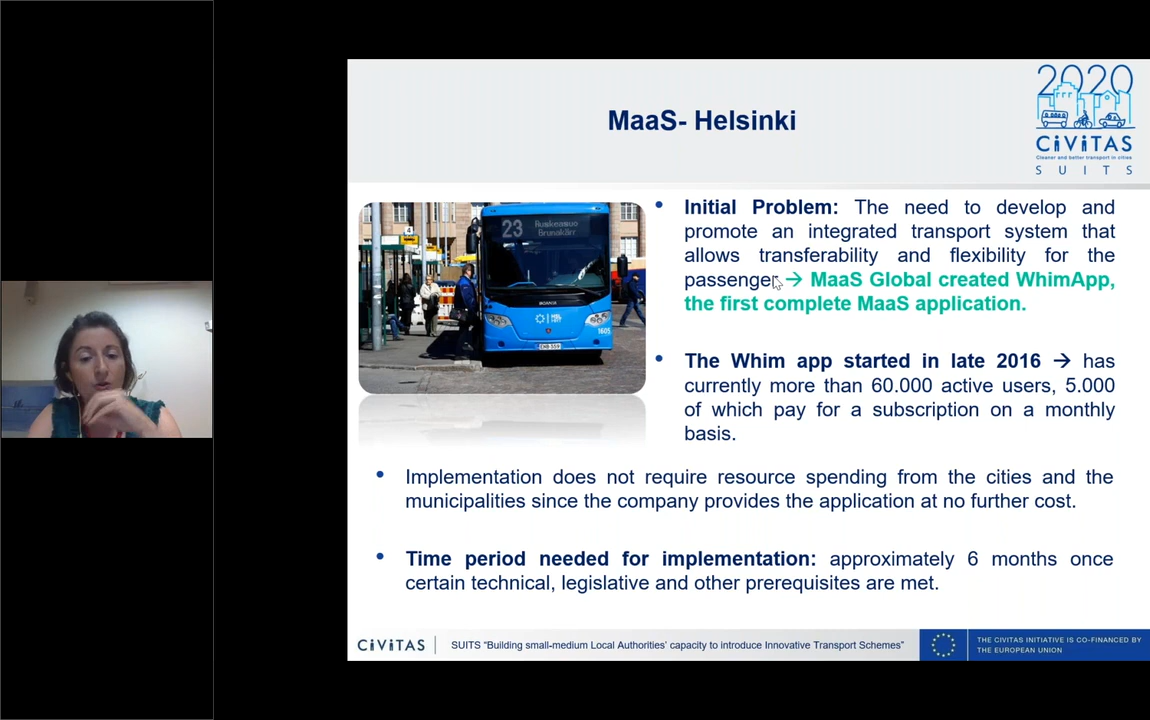 2020
CiViTAS
Cleaner and better transport in cities
S U I T S
MaaS- Helsinki
23 Ruskeasuo
Brunakärr
SCANIA
1605
• Initial Problem: The need to develop and
promote an integrated transport system that
allows transferability and flexibility for the
passenger → MaaS Global created WhimApp,
the first complete MaaS application.
• The Whim app started in late 2016 → has
currently more than 60.000 active users, 5.000
of which pay for a subscription on a monthly
basis.
• Implementation does not require resource spending from the cities and the
municipalities since the company provides the application at no further cost.
• Time period needed for implementation: approximately 6 months once
certain technical, legislative and other prerequisites are met.
CiViTAS
SUITS “Building small-medium Local Authorities’ capacity to introduce Innovative Transport Schemes”
THE CIVITAS INITIATIVE IS CO-FINANCED BY
THE EUROPEAN UNION